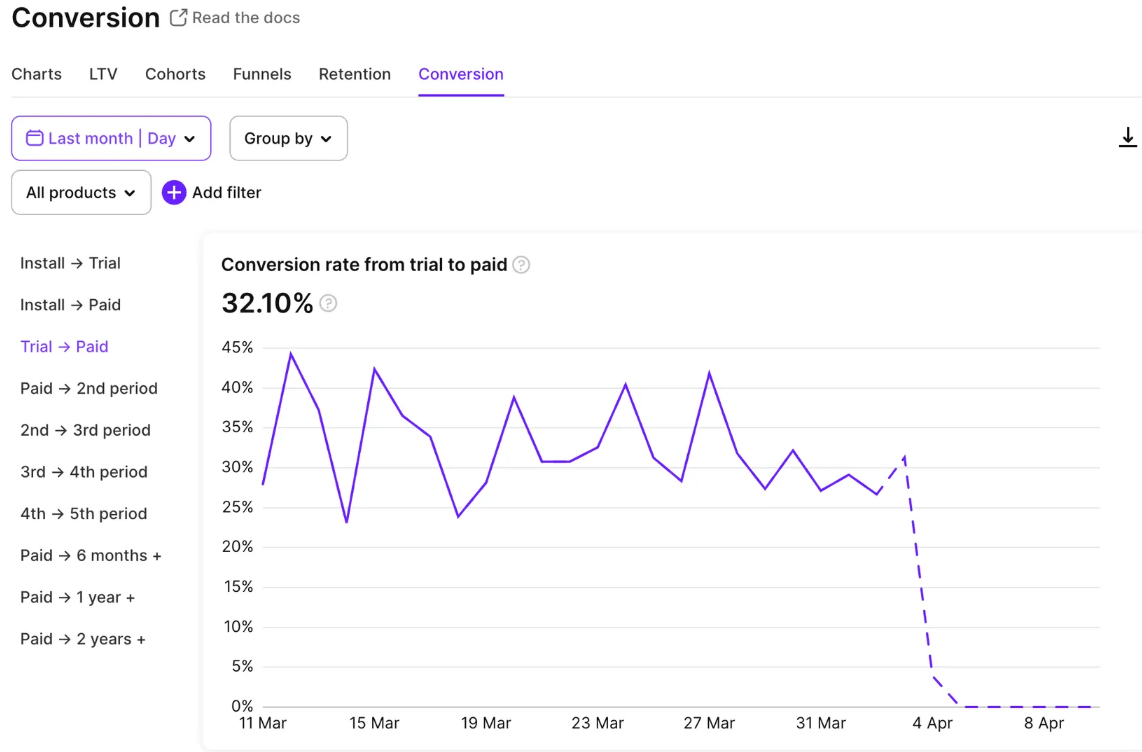 Conversion Read the docs
Charts LTV Cohorts Funnels Retention Conversion
Last month | Day Group by
All products + Add filter
Install → Trial
Install → Paid
Trial → Paid
Paid → 2nd period
2nd → 3rd period
3rd → 4th period
4th → 5th period
Paid → 6 months +
Paid → 1 year +
Paid → 2 years +
Conversion rate from trial to paid ?
32.10% ?
45%
40%
35%
30%
25%
20%
15%
10%
5%
0%
11 Mar 15 Mar 19 Mar 23 Mar 27 Mar 31 Mar 4 Apr 8 Apr